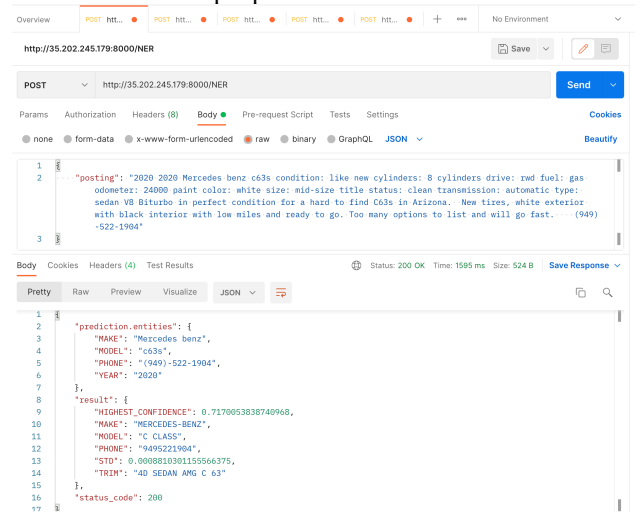 Overview POST htt... POST htt... POST htt... POST htt... POST htt... + ooo No Environment
http://35.202.245.179:8000/NER Save
POST http://35.202.245.179:8000/NER Send
Params Authorization Headers (8) Body Pre-request Script Tests Settings Cookies
none form-data x-www-form-urlencoded raw binary GraphQL JSON Beautify
1 {
2 "posting": "2020 2020 Mercedes benz c63s condition: like new cylinders: 8 cylinders drive: rwd fuel: gas
odometer: 24000 paint color: white size: mid-size title status: clean transmission: automatic type:
sedan V8 Biturbo in perfect condition for a hard to find C63s in Arizona. New tires, white exterior
with black interior with low miles and ready to go. Too many options to list and will go fast. (949)
-522-1904"
3 }
Body Cookies Headers (4) Test Results Status: 200 OK Time: 1595 ms Size: 524 B Save Response
Pretty Raw Preview Visualize JSON
1 {
2 "prediction.entities": {
3 "MAKE": "Mercedes benz",
4 "MODEL": "c63s",
5 "PHONE": "(949)-522-1904",
6 "YEAR": "2020"
7 },
8 "result": {
9 "HIGHEST_CONFIDENCE": 0.7170053838740968,
10 "MAKE": "MERCEDES-BENZ",
11 "MODEL": "C CLASS",
12 "PHONE": "9495221904",
13 "STD": 0.0008810301155566375,
14 "TRIM": "4D SEDAN AMG C 63"
15 },
16 "status_code": 200
17 }